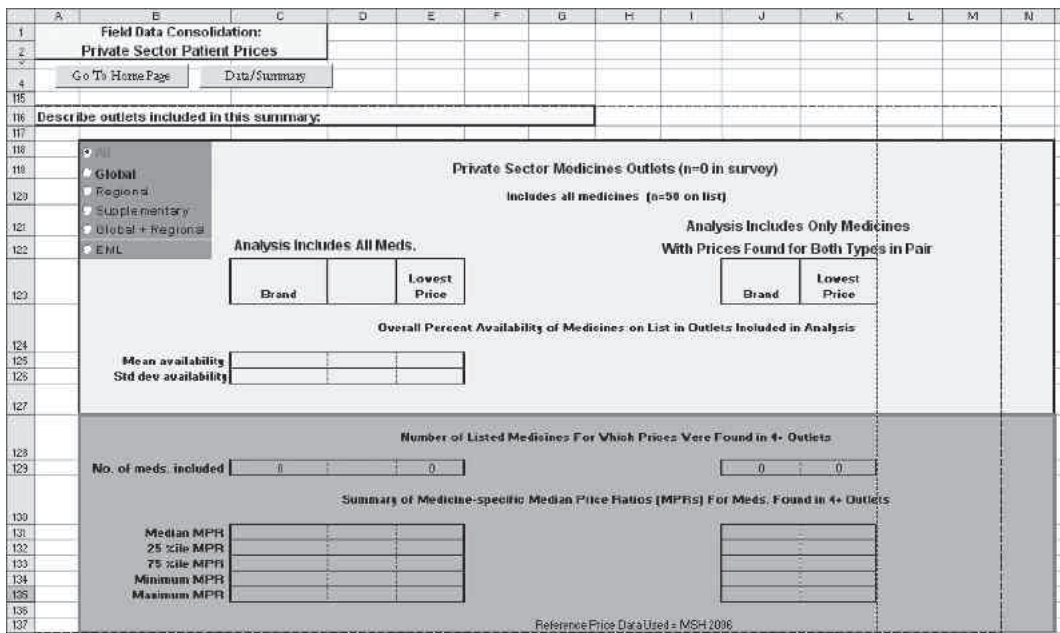 A B C D E F G H I J K L M N
1 Field Data Consolidation:
2 Private Sector Patient Prices
4 Go To Home Page Data/Summary
115
116 Describe outlets included in this summary:
117
118 All
119 Global Private Sector Medicines Outlets (n=0 in survey)
120 Regional Includes all medicines (n=50 on list)
Supplementary
121 Global + Regional Analysis Includes Only Medicines
122 EML Analysis Includes All Meds. With Prices Found for Both Types in Pair
Lowest Lowest
123 Brand Price Brand Price
124 Overall Percent Availability of Medicines on List in Outlets Included in Analysis
125 Mean availability
126 Std dev availability
127
128 Number of Listed Medicines For Which Prices Were Found in 4+ Outlets
129 No. of meds. included 0 0 0 0
130 Summary of Medicine-specific Median Price Ratios (MPRs) For Meds. Found in 4+ Outlets
131 Median MPR
132 25 %ile MPR
133 75 %ile MPR
134 Minimum MPR
135 Maximum MPR
136
137 Reference Price Data Used = MSH 2006